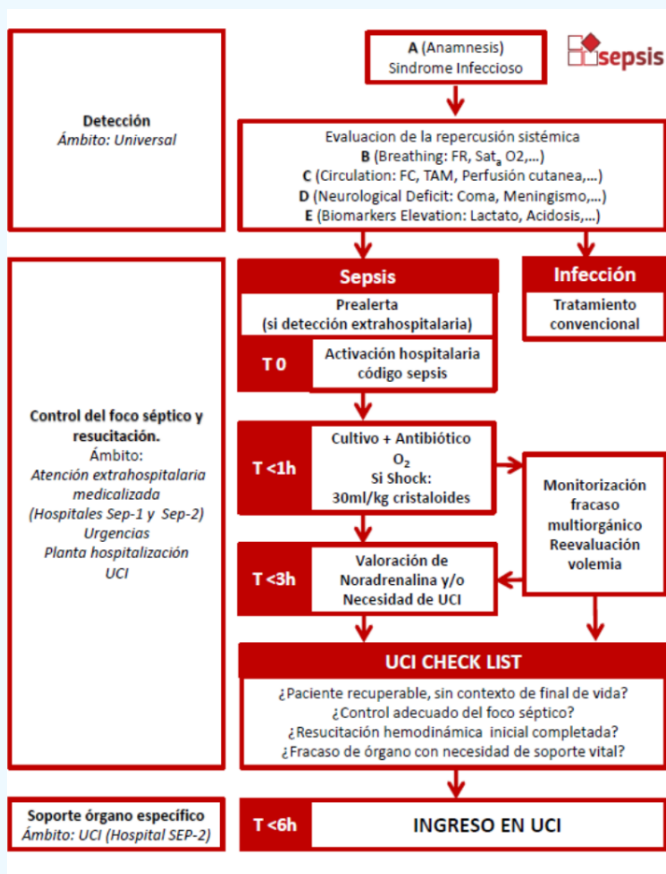 A (Anamnesis)
Sindrome Infeccioso
sepsis
Detección
Ámbito: Universal
Evaluacion de la repercusión sistémica
B (Breathing: FR, Sata O2,...)
C (Circulation: FC, TAM, Perfusión cutanea,...)
D (Neurological Deficit: Coma, Meningismo,...)
E (Biomarkers Elevation: Lactato, Acidosis,...)
Sepsis
Prealerta
(si detección extrahospitalaria)
T 0
Activación hospitalaria
código sepsis
Infección
Tratamiento
convencional
Control del foco séptico y
resucitación.
Ámbito:
Atención extrahospitalaria
medicalizada
(Hospitales Sep-1 y Sep-2)
Urgencias
Planta hospitalización
UCI
T <1h
Cultivo + Antibiótico
O2
Si Shock:
30ml/kg cristaloides
Monitorización
fracaso
multiorgánico
Reevaluación
volemia
T <3h
Valoración de
Noradrenalina y/o
Necesidad de UCI
UCI CHECK LIST
¿Paciente recuperable, sin contexto de final de vida?
¿Control adecuado del foco séptico?
¿Resucitación hemodinámica inicial completada?
¿Fracaso de órgano con necesidad de soporte vital?
Soporte órgano específico
Ámbito: UCI (Hospital SEP-2)
T <6h
INGRESO EN UCI